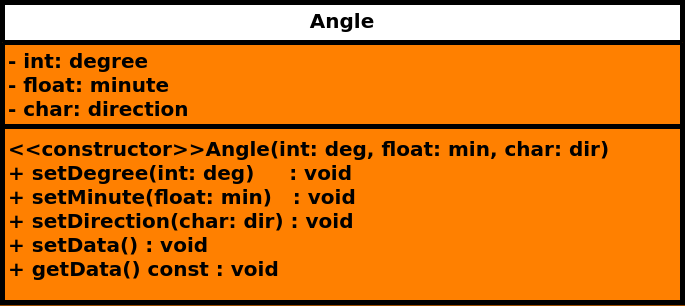 Angle
- int: degree
- float: minute
- char: direction
<<constructor>>Angle(int: deg, float: min, char: dir)
+ setDegree(int: deg)     : void
+ setMinute(float: min)   : void
+ setDirection(char: dir) : void
+ setData() : void
+ getData() const : void